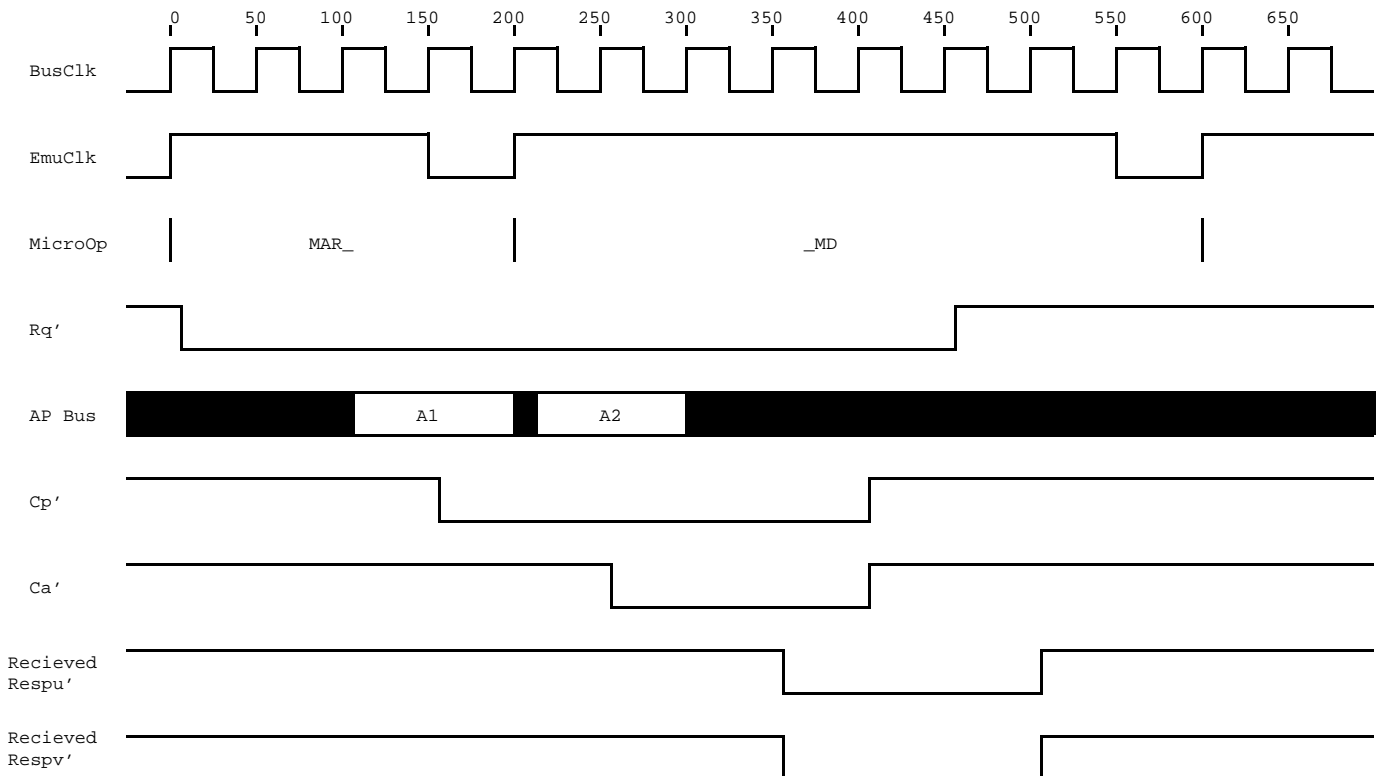 0 50 100 150 200 250 300 350 400 450 500 550 600 650
BusClk
EmuClk
MicroOp MAR_ _MD
Rq′
AP Bus A1 A2
Cp′
Ca′
Recieved
Respu′
Recieved
Respv′